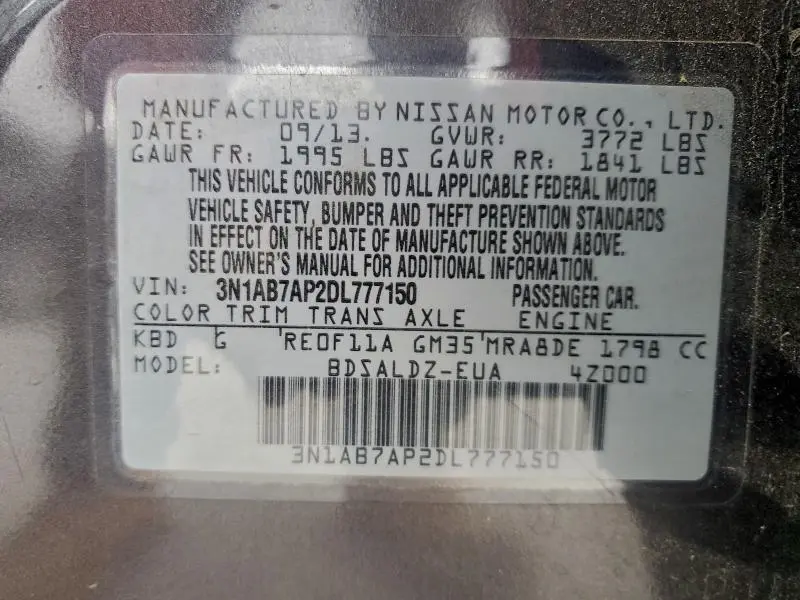 MANUFACTURED BY NISSAN MOTOR CO., LTD.
DATE: 09/13. GVWR: 3772 LBS
GAWR FR: 1995 LBS GAWR RR: 1841 LBS
THIS VEHICLE CONFORMS TO ALL APPLICABLE FEDERAL MOTOR
VEHICLE SAFETY, BUMPER AND THEFT PREVENTION STANDARDS
IN EFFECT ON THE DATE OF MANUFACTURE SHOWN ABOVE.
SEE OWNER'S MANUAL FOR ADDITIONAL INFORMATION.
VIN: 3N1AB7AP2DL777150 PASSENGER CAR.
COLOR TRIM TRANS AXLE ENGINE
KBD G 'RE0F11A GM35'MRA8DE 1798 CC
MODEL: BDSALDZ-EUA 4Z000
3N1AB7AP2DL777150